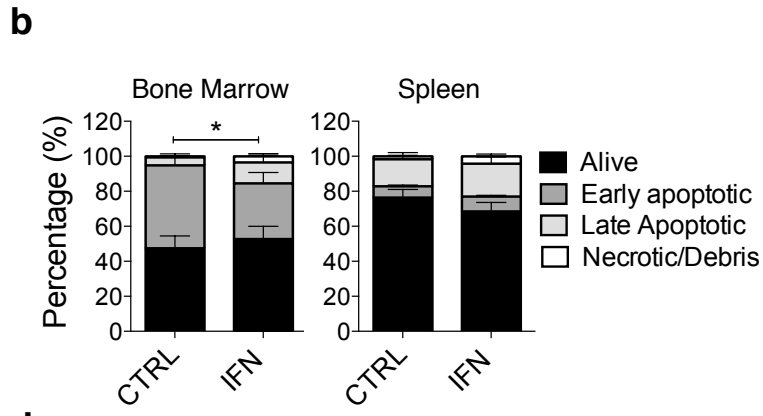 b
Bone Marrow
Spleen
Percentage (%)
120
100
80
60
40
20
0
*
CTRL
IFN
120
100
80
60
40
20
0
CTRL
IFN
Alive
Early apoptotic
Late Apoptotic
Necrotic/Debris